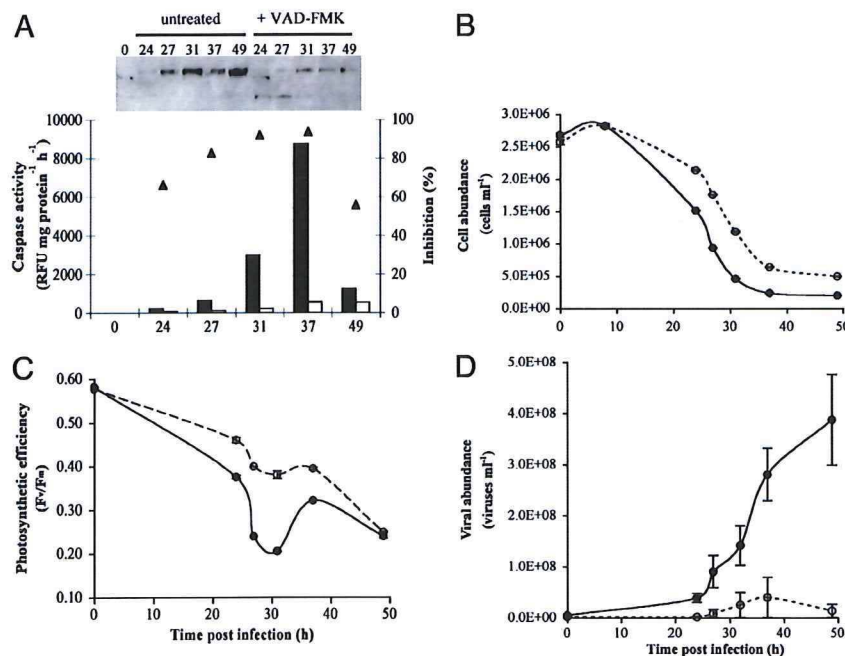 A
untreated
+ VAD-FMK
0 24 27 31 37 49 24 27 31 37 49
10000
8000
6000
4000
2000
0
Caspase activity
(RFU mg protein⁻¹ h⁻¹)
100
80
60
40
20
0
Inhibition (%)
0 24 27 31 37 49
B
3.0E+06
2.5E+06
2.0E+06
1.5E+06
1.0E+06
5.0E+05
0.0E+00
Cell abundance
(cells ml⁻¹)
0 10 20 30 40 50
C
0.60
0.50
0.40
0.30
0.20
0.10
Photosynthetic efficiency
(Fv/Fm)
0 10 20 30 40 50
Time post infection (h)
D
5.0E+08
4.0E+08
3.0E+08
2.0E+08
1.0E+08
0.0E+00
Viral abundance
(viruses ml⁻¹)
0 10 20 30 40 50
Time post infection (h)